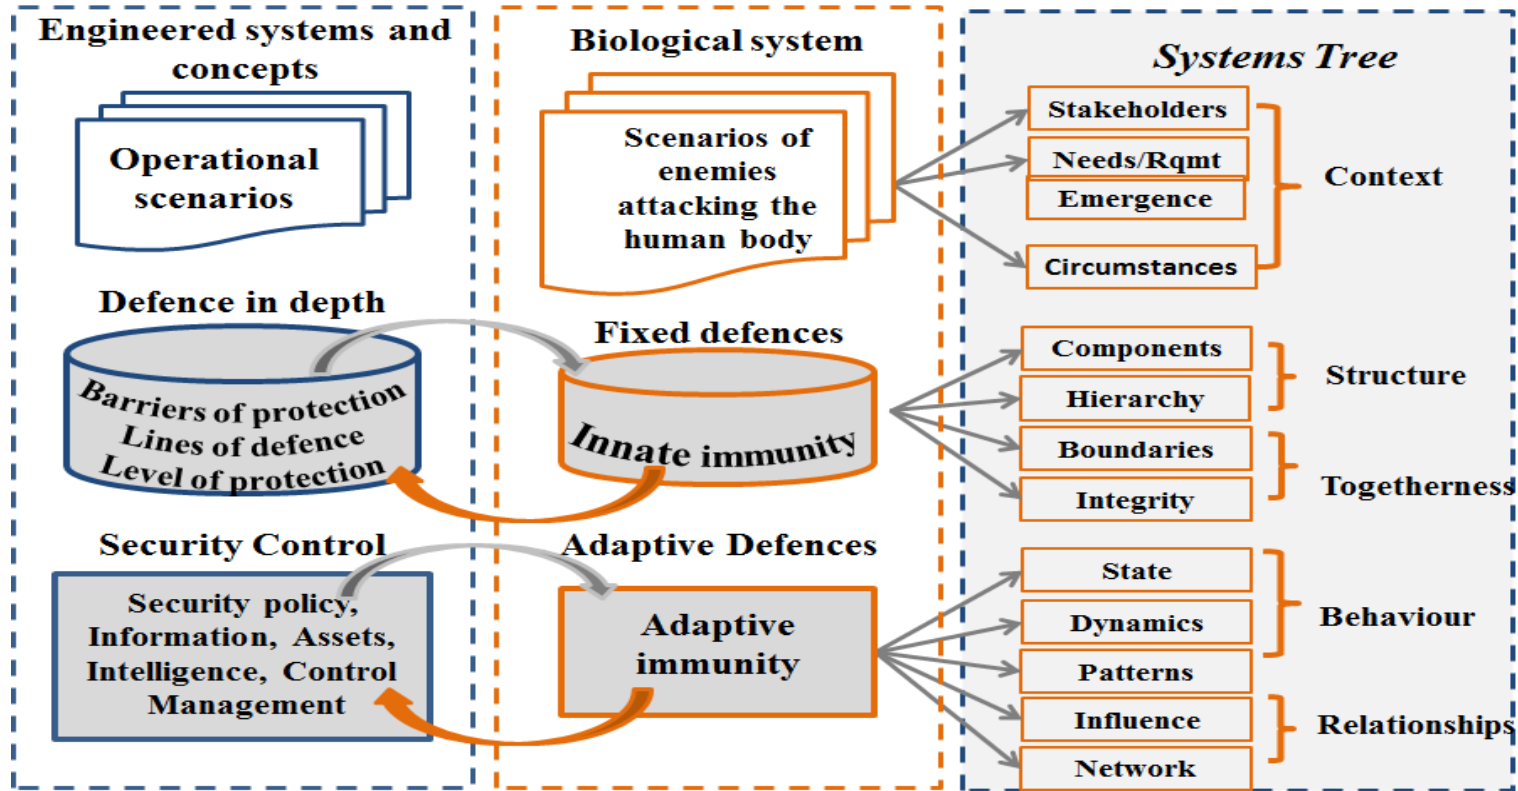 Engineered systems and
concepts
Operational
scenarios
Defence in depth
Barriers of protection
Lines of defence
Level of protection
Security Control
Security policy,
Information, Assets,
Intelligence, Control
Management
Biological system
Scenarios of
enemies
attacking the
human body
Fixed defences
Innate immunity
Adaptive Defences
Adaptive
immunity
Systems Tree
Stakeholders
Needs/Rqmt
Emergence
Circumstances
Context
Components
Hierarchy
Structure
Boundaries
Integrity
Togetherness
State
Dynamics
Patterns
Behaviour
Influence
Network
Relationships